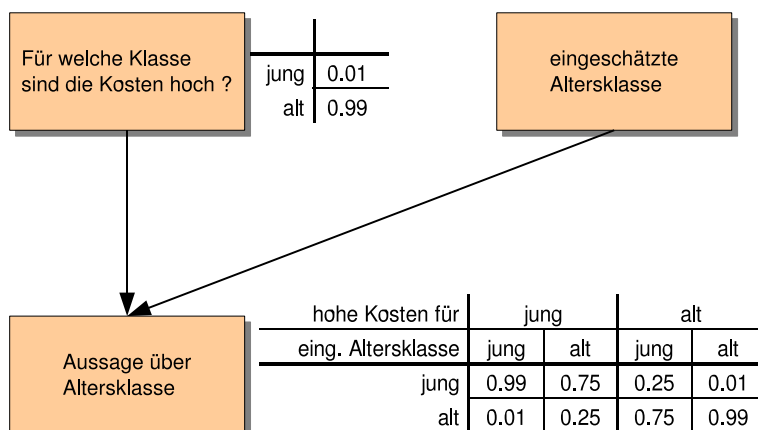 Für welche Klasse
sind die Kosten hoch ?
jung 0.01
alt 0.99
eingeschätzte
Altersklasse
Aussage über
Altersklasse
hohe Kosten für jung alt
eing. Altersklasse jung alt jung alt
jung 0.99 0.75 0.25 0.01
alt 0.01 0.25 0.75 0.99